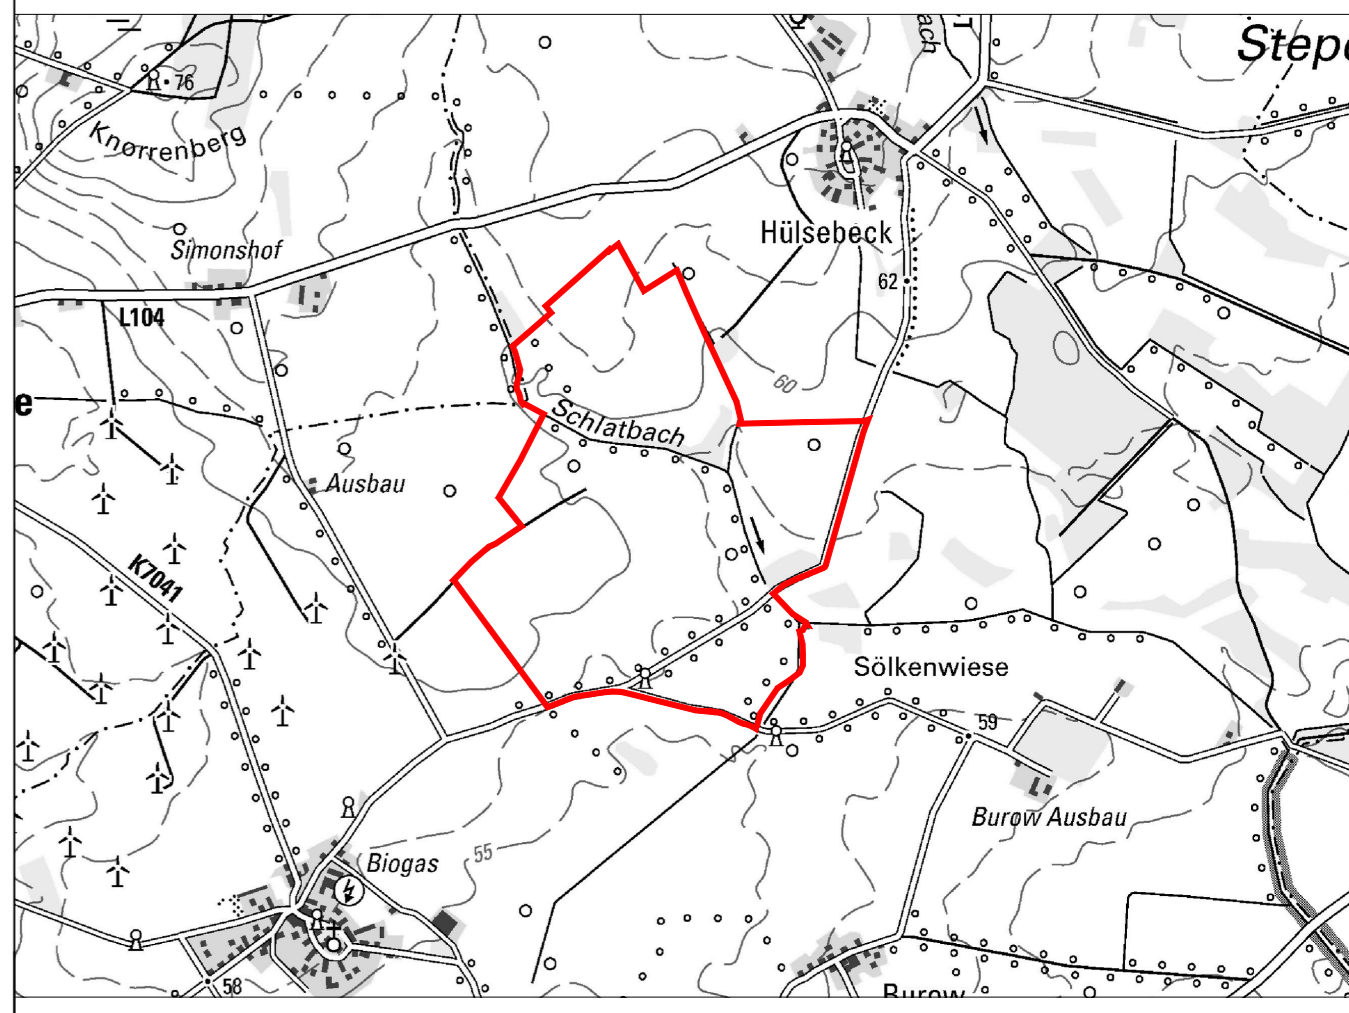 Stepe
76
Knorrenberg
ach
T
Hülsebeck
Simonshof
62
L104
e
60
Schlatbach
Ausbau
K7041
Sölkenwiese
59
Burow Ausbau
Biogas
55
58
Burow